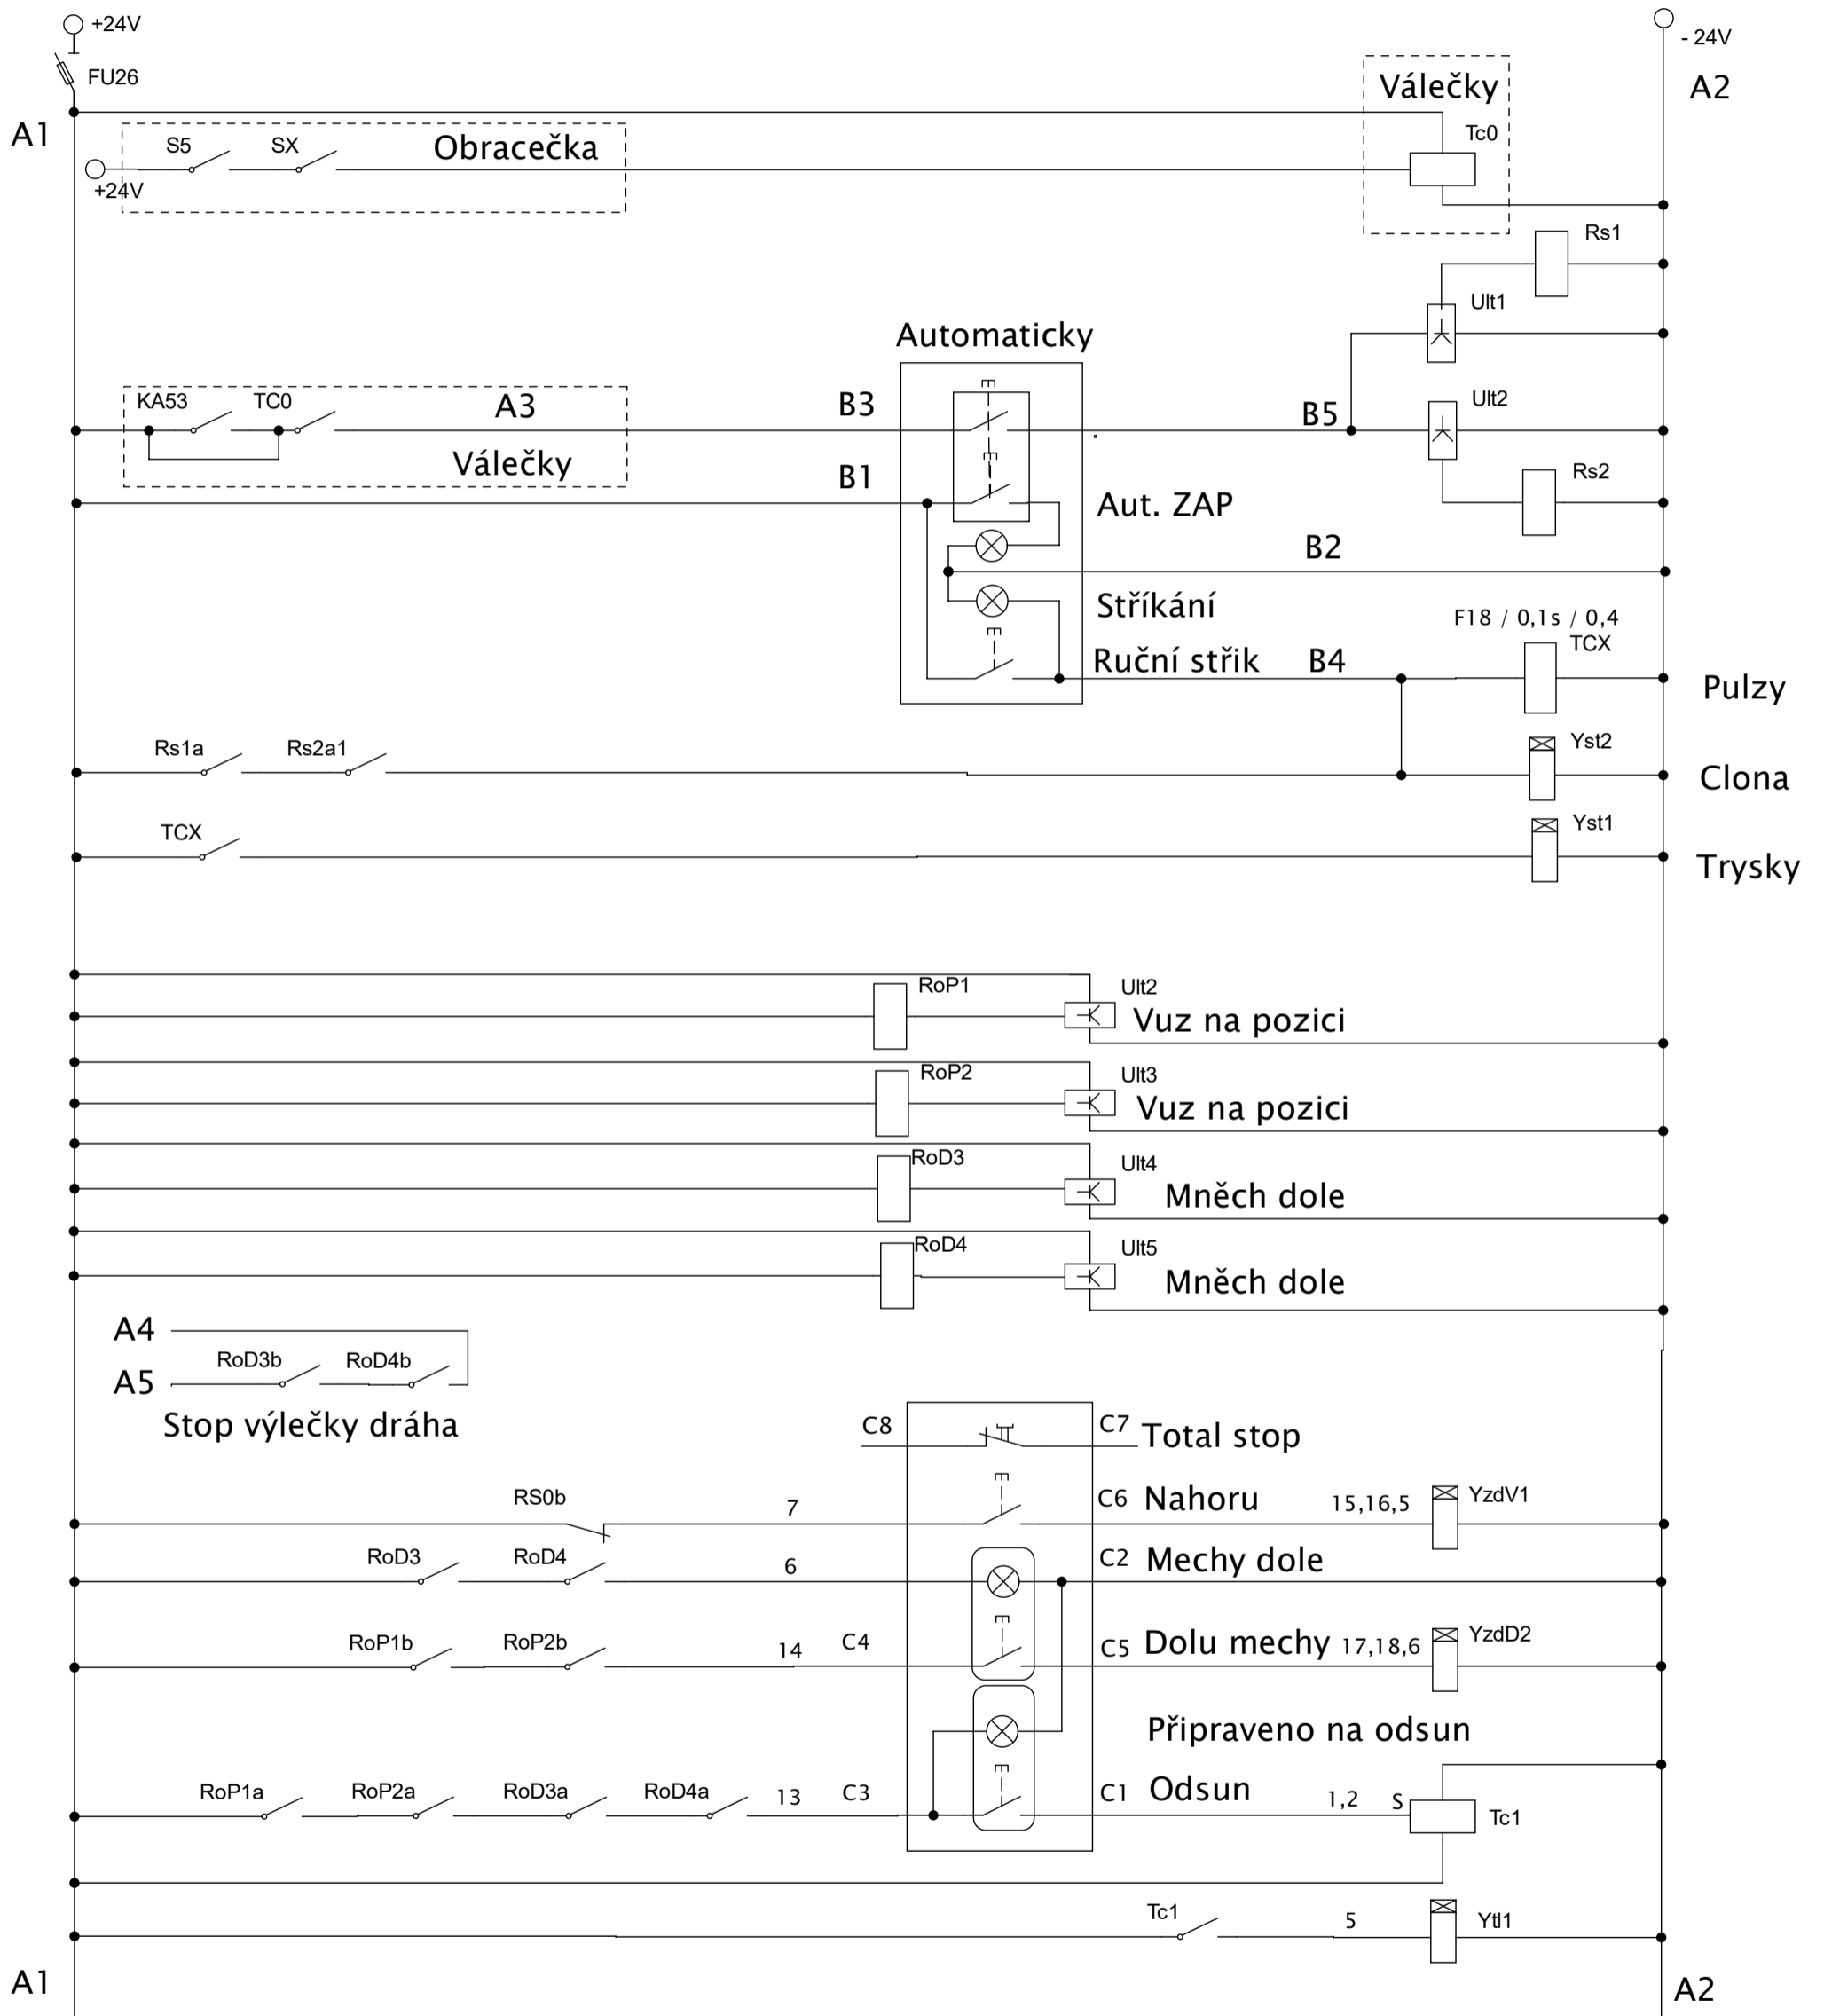 +24V
- 24V
FU26
Válečky
A2
A1
Tc0
S5 SX Obracečka
+24V
Rs1
Ult1
Automaticky
KA53 TC0 A3 B3 B5 Ult2
Válečky
B1 Rs2
Aut. ZAP
B2
Stříkání
F18 / 0,1s / 0,4
TCX
Ruční střik B4
Pulzy
Rs1a Rs2a1 Yst2
Clona
TCX Yst1
Trysky
RoP1 Ult2
Vuz na pozici
RoP2 Ult3
Vuz na pozici
RoD3 Ult4
Mněch dole
RoD4 Ult5
Mněch dole
A4
RoD3b RoD4b
A5
Stop výlečky dráha
C8 C7 Total stop
RS0b 7 C6 Nahoru 15,16,5 YzdV1
RoD3 RoD4 6 C2 Mechy dole
RoP1b RoP2b 14 C4 C5 Dolu mechy 17,18,6 YzdD2
Připraveno na odsun
RoP1a RoP2a RoD3a RoD4a 13 C3 C1 Odsun 1,2 S Tc1
Tc1 5 Ytl1
A1 A2